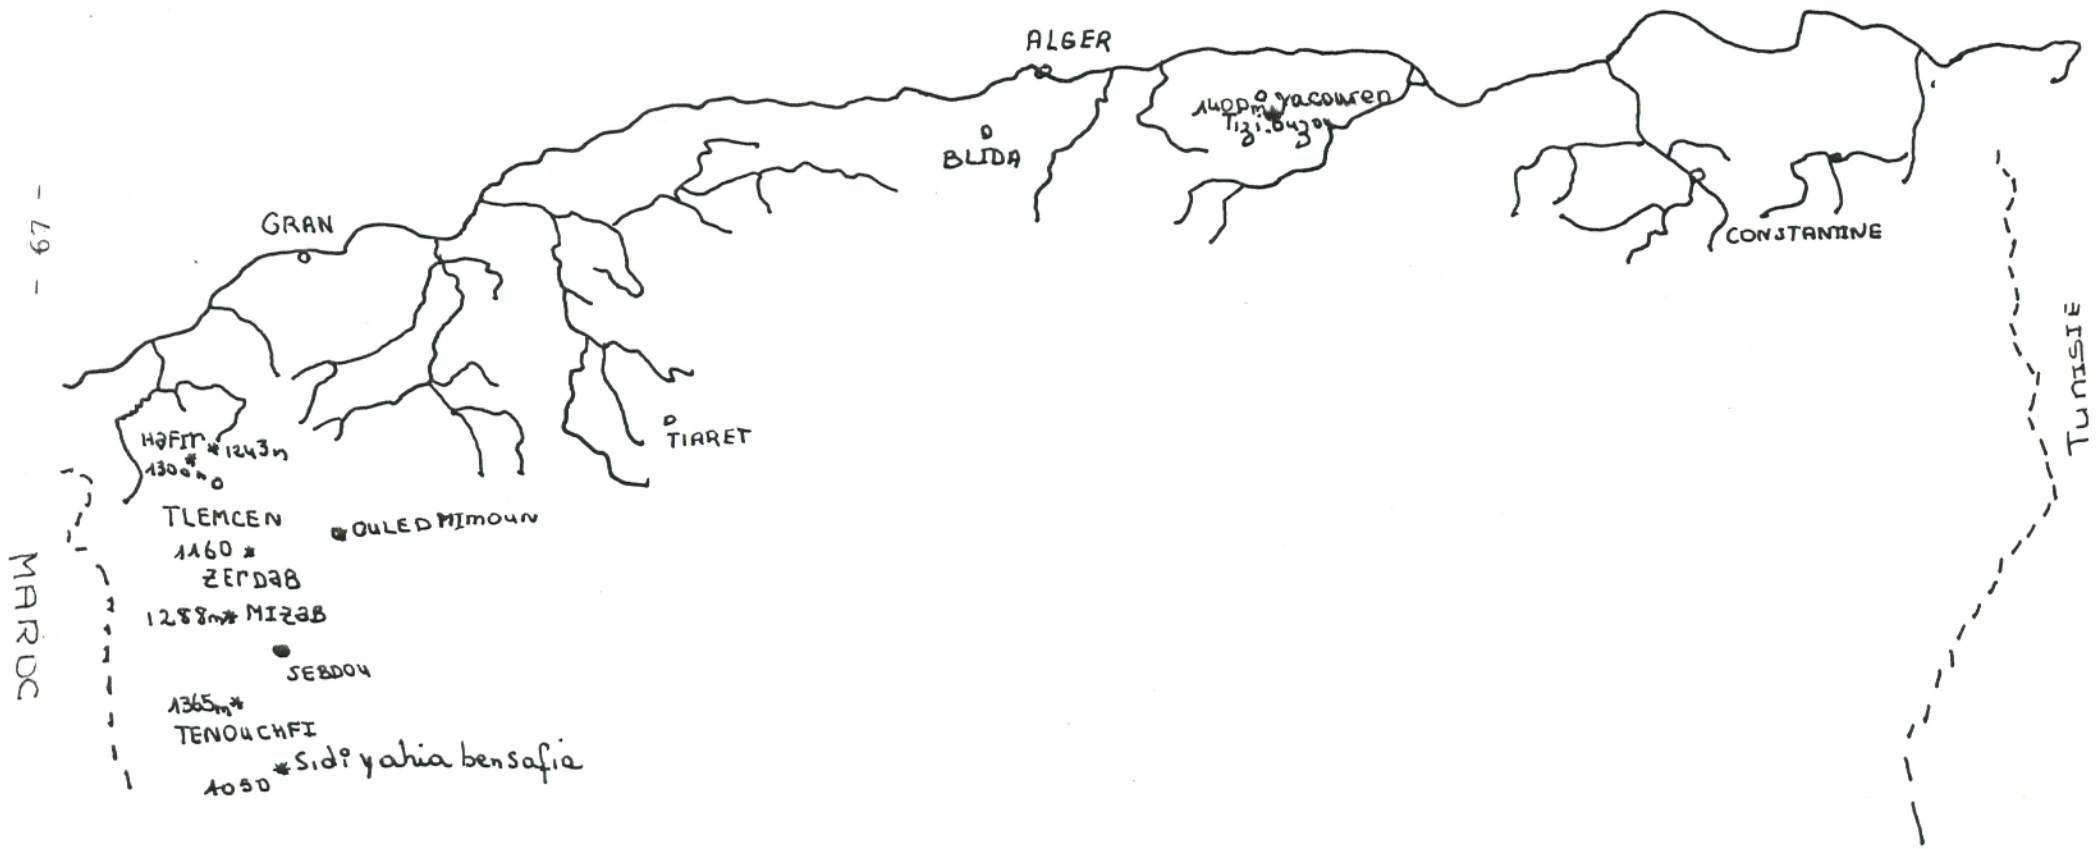 ALGER
1400m yacouren
Tizi.Ouzou
BLIDA
GRAN
CONSTANTINE
- 67 -
TUNISIE
TIARET
HaFIr *1243m
1300m
TLEMCEN
OULED MIMOUN
1160 *
ZErDaB
1288m* MIZaB
MAROC
SEBDOU
1365m*
TENOUCHFI
*Sidi yahia bensafia
1050